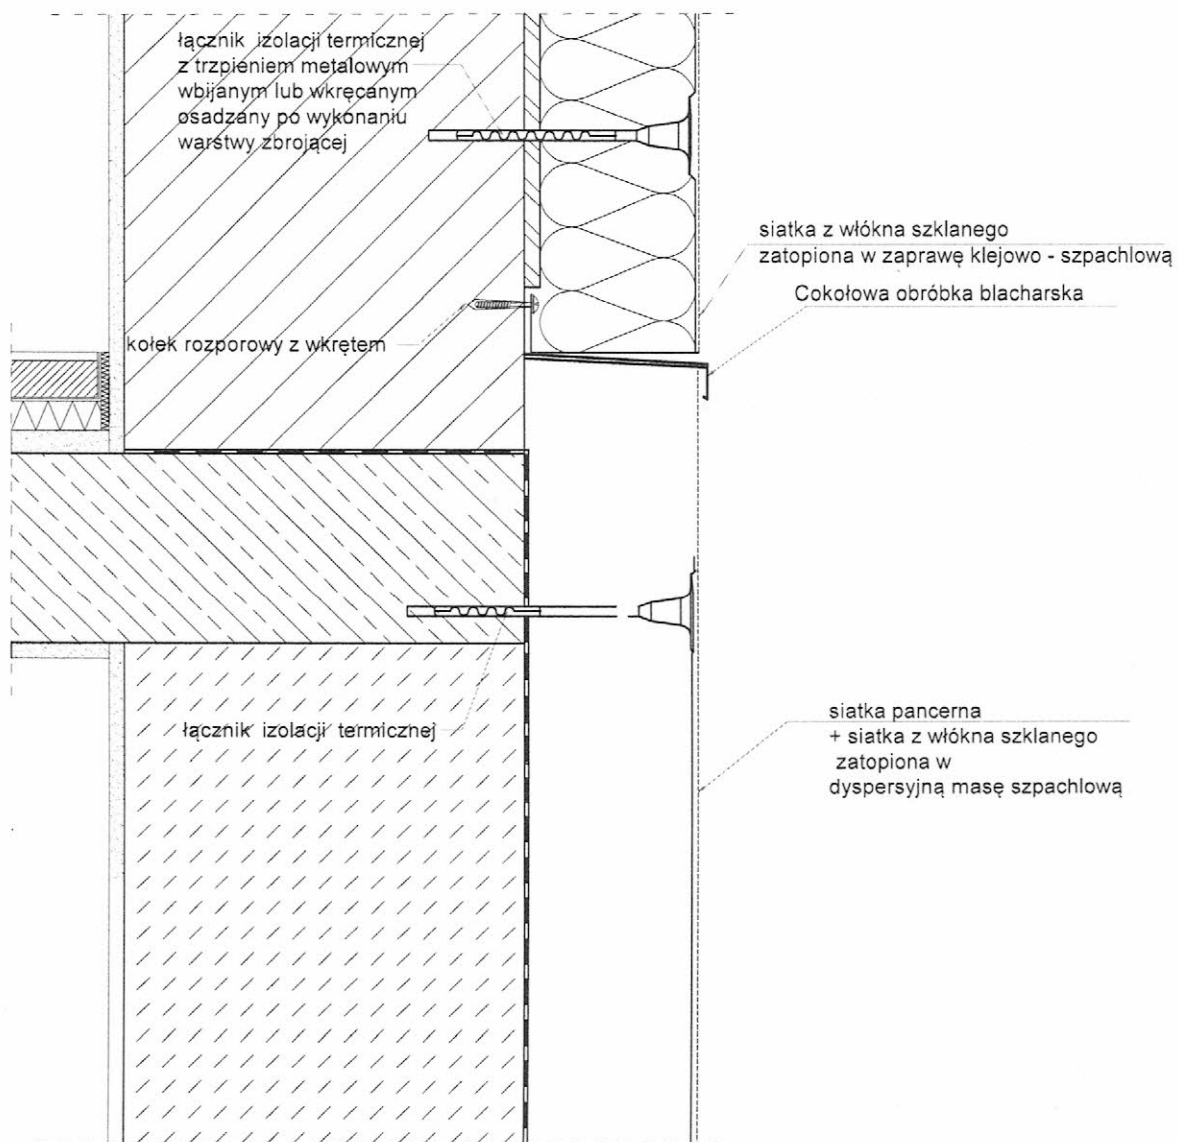 łącznik izolacji termicznej
z trzpieniem metalowym
wbijanym lub wkręcanym
osadzany po wykonaniu
warstwy zbrojącej
siatka z włókna szklanego
zatopiona w zaprawę klejowo - szpachlową
Cokołowa obróbka blacharska
kołek rozporowy z wkrętem
łącznik izolacji termicznej
siatka pancerna
+ siatka z włókna szklanego
zatopiona w
dyspersyjną masę szpachlową